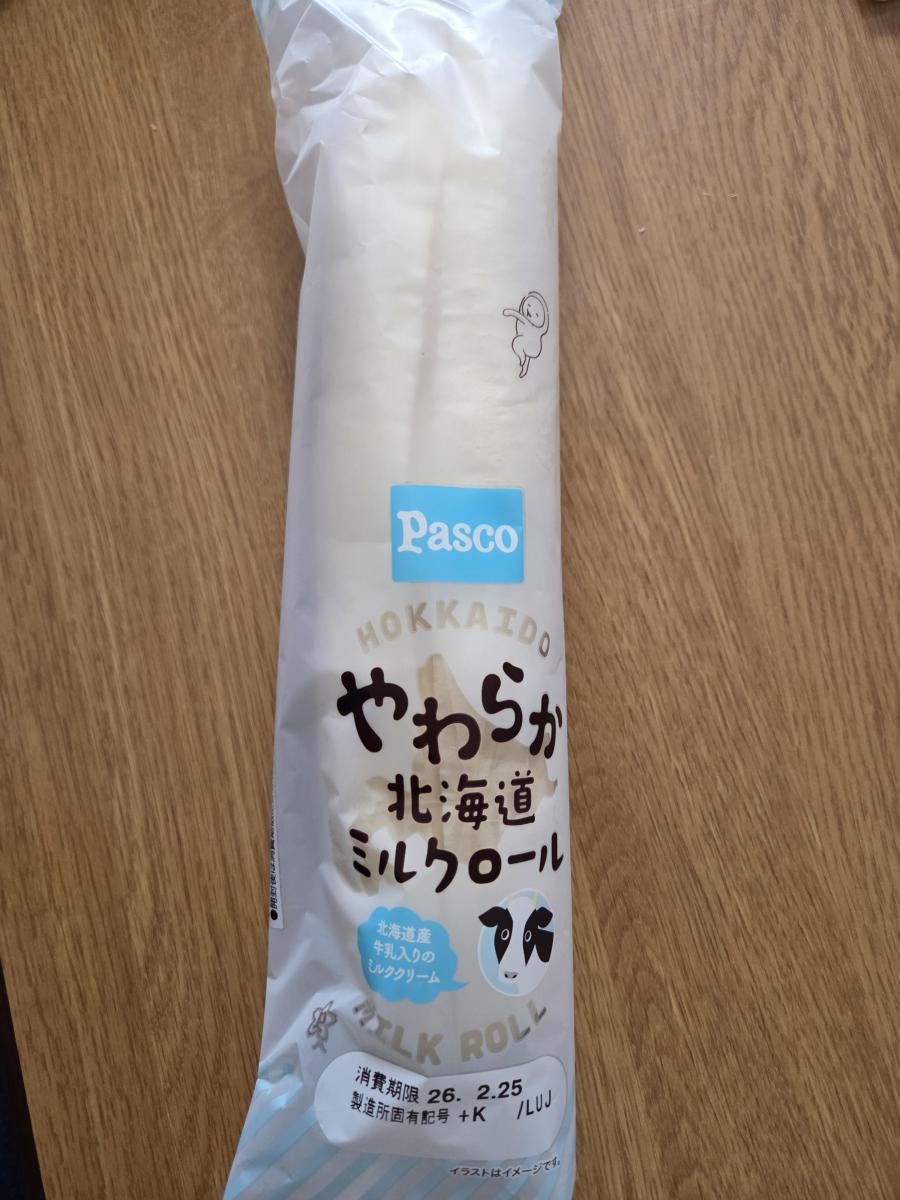 Pasco
HOKKAIDO
やわらか
北海道
ミルクロール
北海道産
牛乳入りの
ミルククリーム
MILK ROLL
消費期限 26. 2.25
製造所固有記号 +K /LUJ
イラストはイメージです。